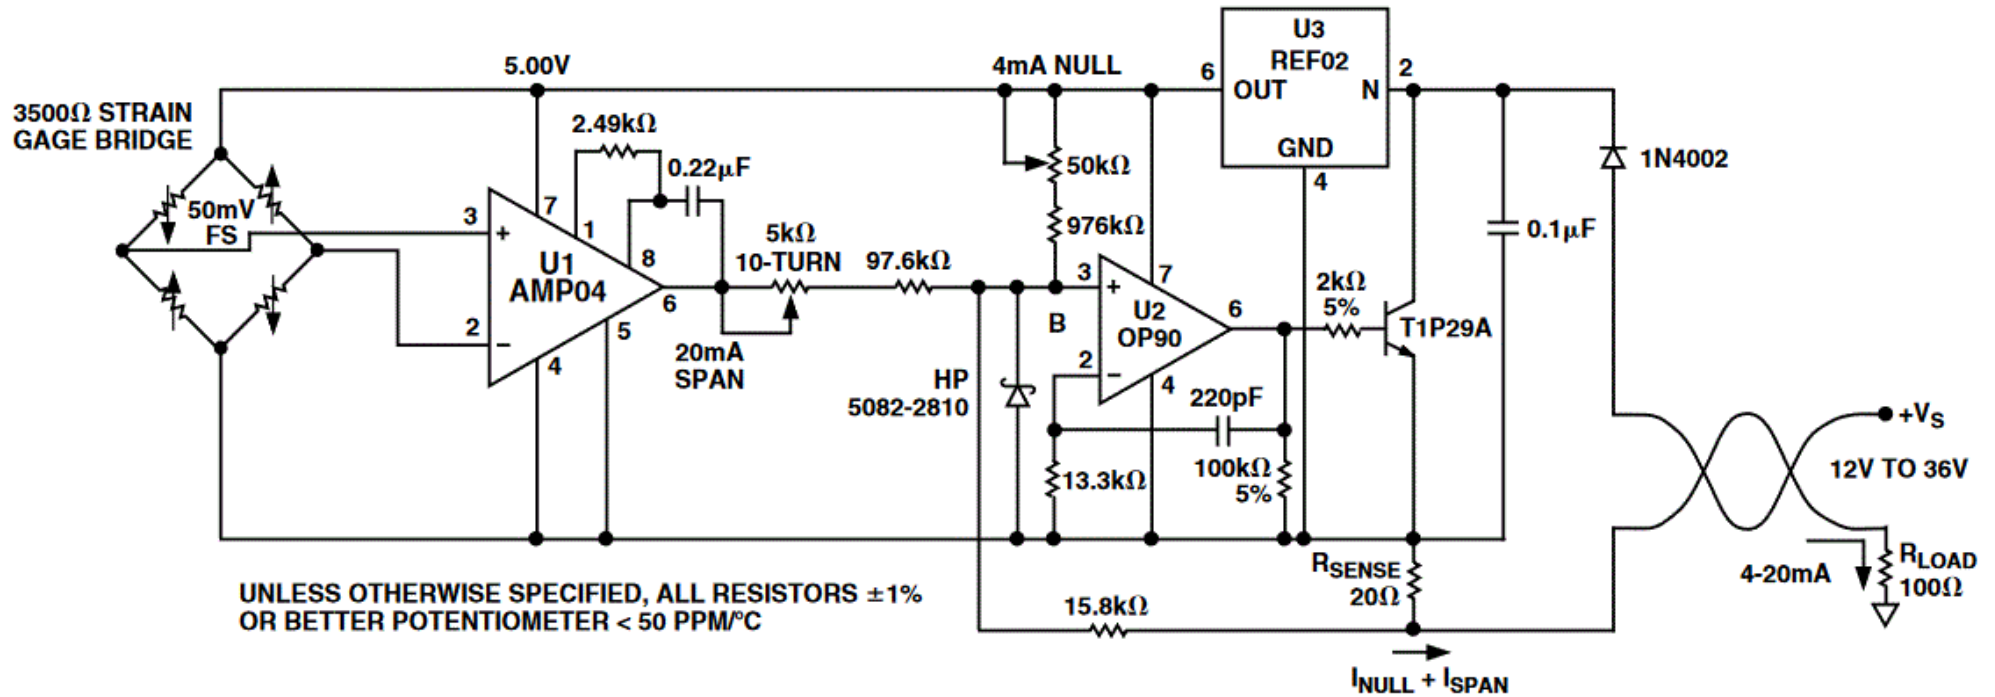 3500Ω STRAIN
GAGE BRIDGE
50mV
FS
5.00V
2.49kΩ
0.22μF
3
7
1
8
+
U1
AMP04
6
2
−
4
5
5kΩ
10-TURN
97.6kΩ
20mA
SPAN
4mA NULL
50kΩ
976kΩ
HP
5082-2810
B
3
+
7
U2
OP90
6
2
−
4
220pF
13.3kΩ
100kΩ
5%
2kΩ
5%
T1P29A
6
U3
REF02
OUT
N
2
GND
4
0.1μF
1N4002
+VS
12V TO 36V
4-20mA
RLOAD
100Ω
RSENSE
20Ω
15.8kΩ
INULL + ISPAN
UNLESS OTHERWISE SPECIFIED, ALL RESISTORS ±1%
OR BETTER POTENTIOMETER < 50 PPM/°C